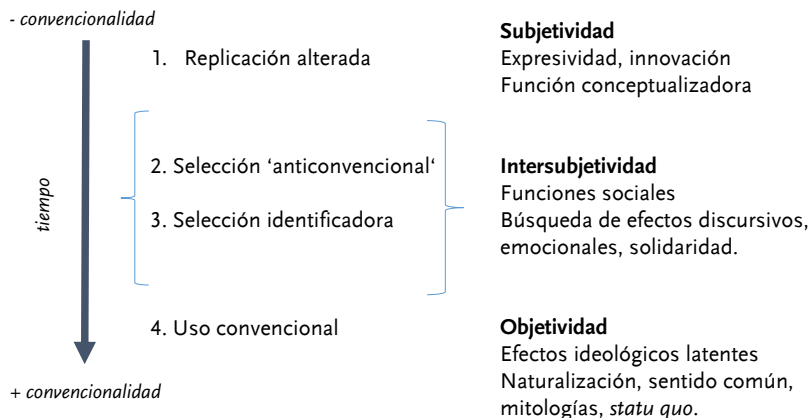 - convencionalidad
tiempo
+ convencionalidad
1. Replicación alterada
2. Selección ‘anticonvencional‘
3. Selección identificadora
4. Uso convencional
Subjetividad
Expresividad, innovación
Función conceptualizadora
Intersubjetividad
Funciones sociales
Búsqueda de efectos discursivos,
emocionales, solidaridad.
Objetividad
Efectos ideológicos latentes
Naturalización, sentido común,
mitologías, statu quo.